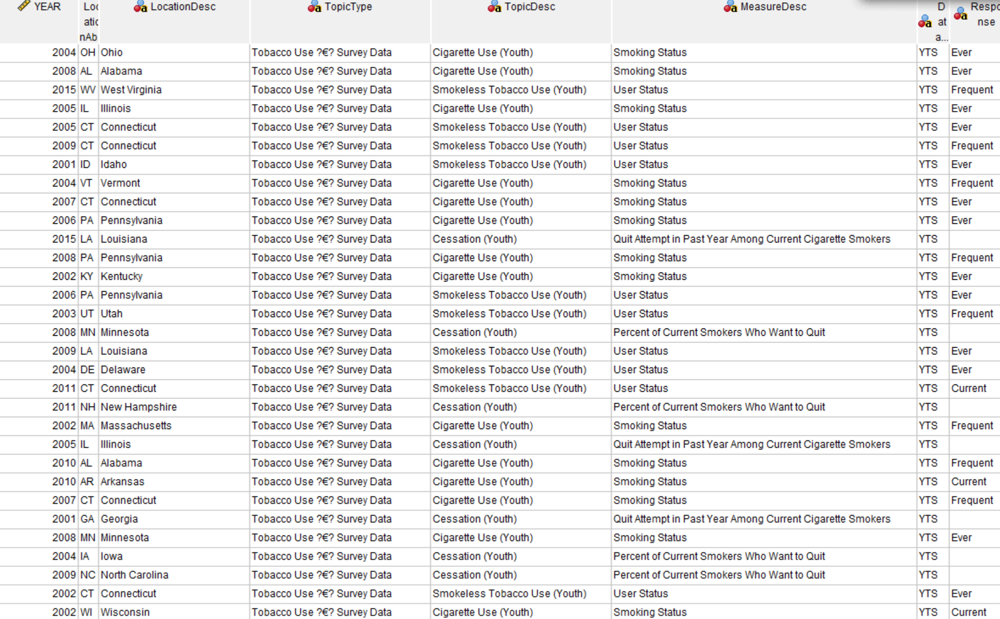 YEAR Loc atic nAb LocationDesc TopicType TopicDesc MeasureDesc D at a... Respo nse
2004 OH Ohio Tobacco Use ?€? Survey Data Cigarette Use (Youth) Smoking Status YTS Ever
2008 AL Alabama Tobacco Use ?€? Survey Data Cigarette Use (Youth) Smoking Status YTS Ever
2015 WV West Virginia Tobacco Use ?€? Survey Data Smokeless Tobacco Use (Youth) User Status YTS Frequent
2005 IL Illinois Tobacco Use ?€? Survey Data Cigarette Use (Youth) Smoking Status YTS Ever
2005 CT Connecticut Tobacco Use ?€? Survey Data Smokeless Tobacco Use (Youth) User Status YTS Ever
2009 CT Connecticut Tobacco Use ?€? Survey Data Smokeless Tobacco Use (Youth) User Status YTS Frequent
2001 ID Idaho Tobacco Use ?€? Survey Data Smokeless Tobacco Use (Youth) User Status YTS Ever
2004 VT Vermont Tobacco Use ?€? Survey Data Cigarette Use (Youth) Smoking Status YTS Frequent
2007 CT Connecticut Tobacco Use ?€? Survey Data Cigarette Use (Youth) Smoking Status YTS Ever
2006 PA Pennsylvania Tobacco Use ?€? Survey Data Cigarette Use (Youth) Smoking Status YTS Ever
2015 LA Louisiana Tobacco Use ?€? Survey Data Cessation (Youth) Quit Attempt in Past Year Among Current Cigarette Smokers YTS
2008 PA Pennsylvania Tobacco Use ?€? Survey Data Cigarette Use (Youth) Smoking Status YTS Frequent
2002 KY Kentucky Tobacco Use ?€? Survey Data Cigarette Use (Youth) Smoking Status YTS Ever
2006 PA Pennsylvania Tobacco Use ?€? Survey Data Smokeless Tobacco Use (Youth) User Status YTS Ever
2003 UT Utah Tobacco Use ?€? Survey Data Smokeless Tobacco Use (Youth) User Status YTS Frequent
2008 MN Minnesota Tobacco Use ?€? Survey Data Cessation (Youth) Percent of Current Smokers Who Want to Quit YTS
2009 LA Louisiana Tobacco Use ?€? Survey Data Smokeless Tobacco Use (Youth) User Status YTS Ever
2004 DE Delaware Tobacco Use ?€? Survey Data Smokeless Tobacco Use (Youth) User Status YTS Ever
2011 CT Connecticut Tobacco Use ?€? Survey Data Smokeless Tobacco Use (Youth) User Status YTS Current
2011 NH New Hampshire Tobacco Use ?€? Survey Data Cessation (Youth) Percent of Current Smokers Who Want to Quit YTS
2002 MA Massachusetts Tobacco Use ?€? Survey Data Cigarette Use (Youth) Smoking Status YTS Frequent
2005 IL Illinois Tobacco Use ?€? Survey Data Cessation (Youth) Quit Attempt in Past Year Among Current Cigarette Smokers YTS
2010 AL Alabama Tobacco Use ?€? Survey Data Cigarette Use (Youth) Smoking Status YTS Frequent
2010 AR Arkansas Tobacco Use ?€? Survey Data Cigarette Use (Youth) Smoking Status YTS Current
2007 CT Connecticut Tobacco Use ?€? Survey Data Cigarette Use (Youth) Smoking Status YTS Frequent
2001 GA Georgia Tobacco Use ?€? Survey Data Cessation (Youth) Quit Attempt in Past Year Among Current Cigarette Smokers YTS
2008 MN Minnesota Tobacco Use ?€? Survey Data Cigarette Use (Youth) Smoking Status YTS Ever
2004 IA Iowa Tobacco Use ?€? Survey Data Cessation (Youth) Percent of Current Smokers Who Want to Quit YTS
2009 NC North Carolina Tobacco Use ?€? Survey Data Cessation (Youth) Percent of Current Smokers Who Want to Quit YTS
2002 CT Connecticut Tobacco Use ?€? Survey Data Smokeless Tobacco Use (Youth) User Status YTS Ever
2002 WI Wisconsin Tobacco Use ?€? Survey Data Cigarette Use (Youth) Smoking Status YTS Current